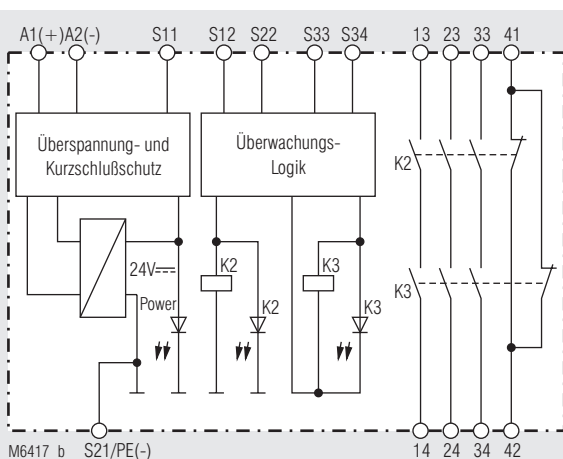 A1(+)A2(-) S11 S12 S22 S33 S34 13 23 33 41
Überspannung- und
Kurzschlußschutz
Überwachungs-
Logik
K2
24V
K2
K3
Power
K2
K3
K3
M6417 b
S21/PE(-)
14 24 34 42